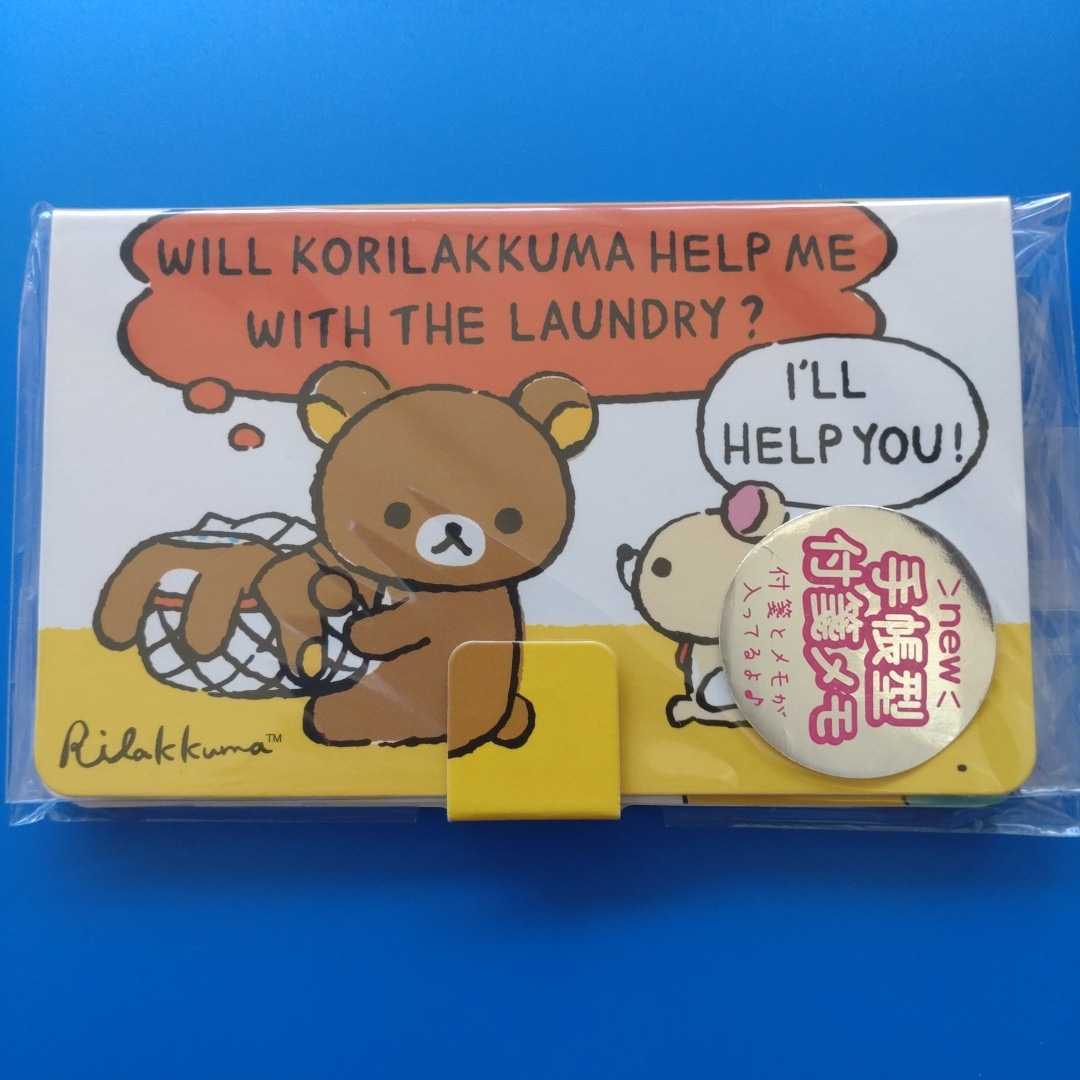 WILL KORILAKKUMA HELP ME
WITH THE LAUNDRY?
I'LL
HELP YOU!
Rilakkuma™
>new<
手帳型
付箋メモ
付箋とメモが
入ってるよ♪